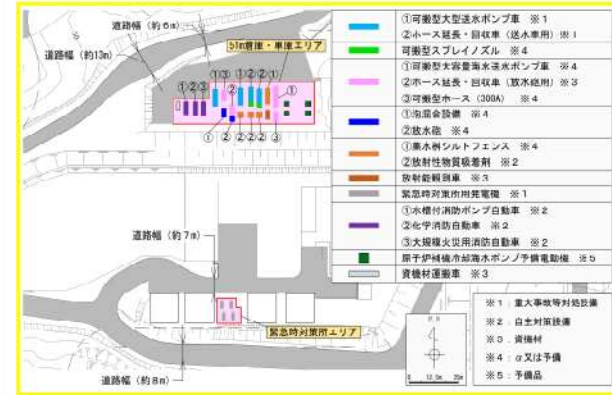 道路幅（約6m）
道路幅（約13m）
51m倉庫・車庫エリア
①②③
①③②①②②
①
①②②②②③
道路幅（約7m）
緊急時対策所エリア
道路幅（約8m）
①可搬型大型送水ポンプ車 ※1
②ホース延長・回収車（送水車用）※1
可搬型スプレイノズル ※4
①可搬型大容量海水送水ポンプ車 ※4
②ホース延長・回収車（放水砲用）※3
③可搬型ホース（300A） ※4
①泡混合設備 ※4
②放水砲 ※4
①集水桝シルトフェンス ※4
②放射性物質吸着剤 ※2
放射能観測車 ※3
緊急時対策所用発電機 ※1
①水槽付消防ポンプ自動車 ※2
②化学消防自動車 ※2
③大規模火災用消防自動車 ※2
原子炉補機冷却海水ポンプ予備電動機 ※5
資機材運搬車 ※3
※1：重大事故等対処設備
※2：自主対策設備
※3：資機材
※4：α又は予備
※5：予備品
P.N
0 12.5m 25m